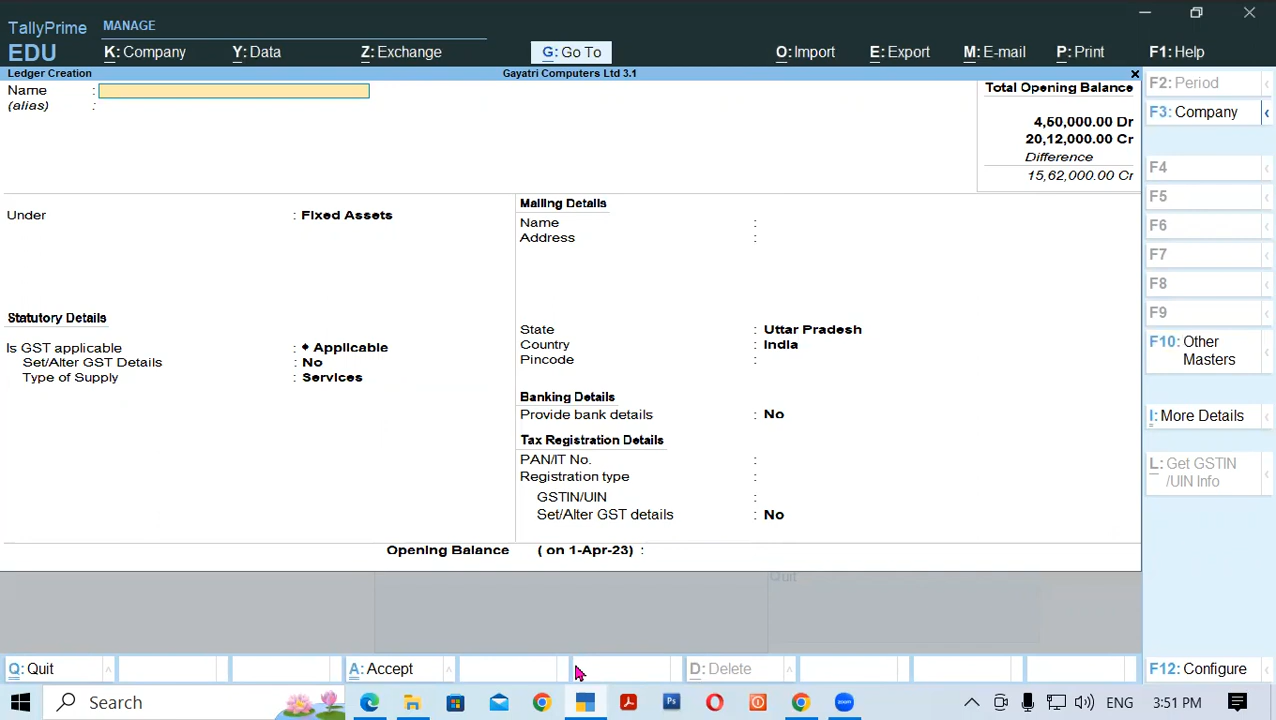 TallyPrime
EDU
MANAGE
K: Company
Y: Data
Z: Exchange
G: Go To
O: Import
E: Export
M: E-mail
P: Print
F1: Help
Ledger Creation
Gayatri Computers Ltd 3.1
Name :
(alias) :
Total Opening Balance
4,50,000.00 Dr
20,12,000.00 Cr
Difference
15,62,000.00 Cr
Under : Fixed Assets
Statutory Details
Is GST applicable : ♦ Applicable
Set/Alter GST Details : No
Type of Supply : Services
Mailing Details
Name :
Address :
State : Uttar Pradesh
Country : India
Pincode :
Banking Details
Provide bank details : No
Tax Registration Details
PAN/IT No. :
Registration type :
GSTIN/UIN :
Set/Alter GST details : No
Opening Balance ( on 1-Apr-23) :
Quit
F2: Period
F3: Company
F4
F5
F6
F7
F8
F9
F10: Other
Masters
I: More Details
L: Get GSTIN
/UIN Info
Q: Quit
A: Accept
D: Delete
F12: Configure
Search
ENG
3:51 PM